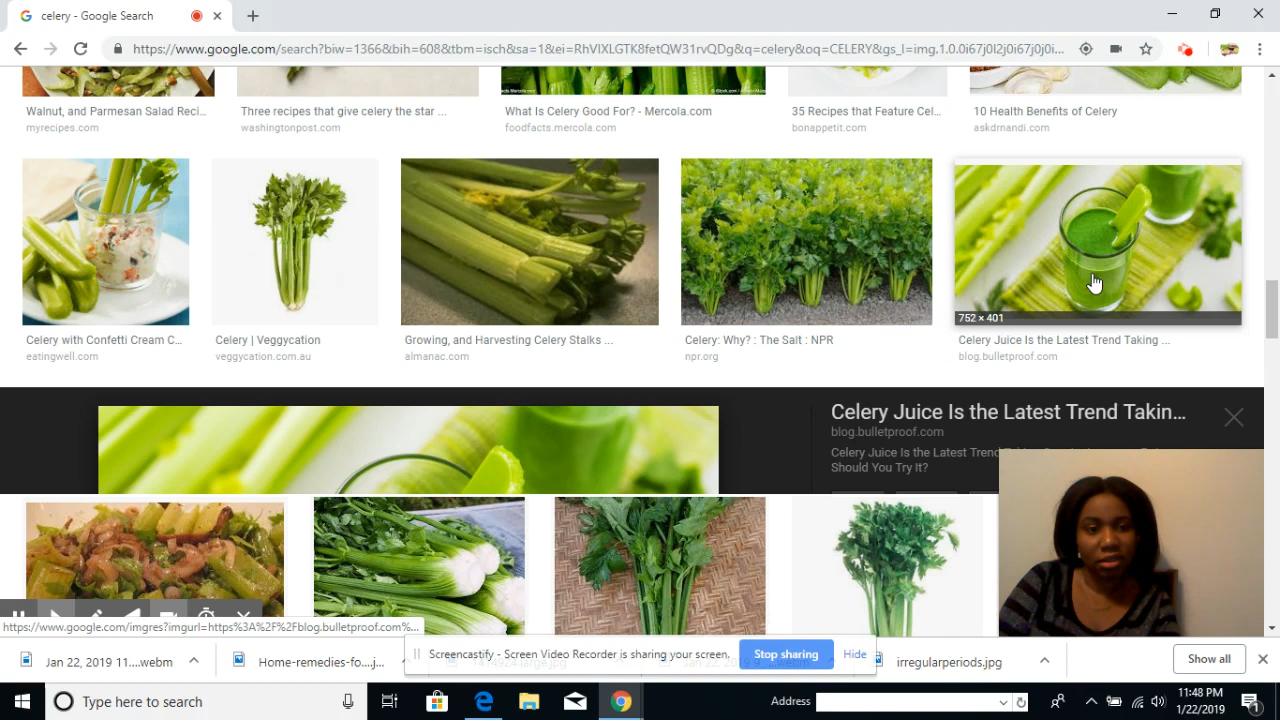 celery - Google Search
https://www.google.com/search?biw=1366&bih=608&tbm=isch&sa=1&ei=RhVIXLGTK8fetQW31rvQDg&q=celery&oq=CELERY&gs_l=img.1.0.0i67j0l2j0i67j0j0i...
Walnut, and Parmesan Salad Reci...
myrecipes.com
Three recipes that give celery the star ...
washingtonpost.com
What Is Celery Good For? - Mercola.com
foodfacts.mercola.com
35 Recipes that Feature Cel...
bonappetit.com
10 Health Benefits of Celery
askdrnandi.com
752 × 401
Celery with Confetti Cream C...
eatingwell.com
Celery | Veggycation
veggycation.com.au
Growing, and Harvesting Celery Stalks ...
almanac.com
Celery: Why? : The Salt : NPR
npr.org
Celery Juice Is the Latest Trend Taking ...
blog.bulletproof.com
Celery Juice Is the Latest Trend Takin...
blog.bulletproof.com
Celery Juice Is the Latest Tren
Should You Try It?
https://www.google.com/imgres?imgurl=https%3A%2F%2Fblog.bulletproof.com%...
Jan 22, 2019 11....webm
Home-remedies-fo....j...
Screencastify - Screen Video Recorder is sharing your screen.
Stop sharing
Hide
irregularperiods.jpg
Show all
Type here to search
Address
11:48 PM
1/22/2019
1